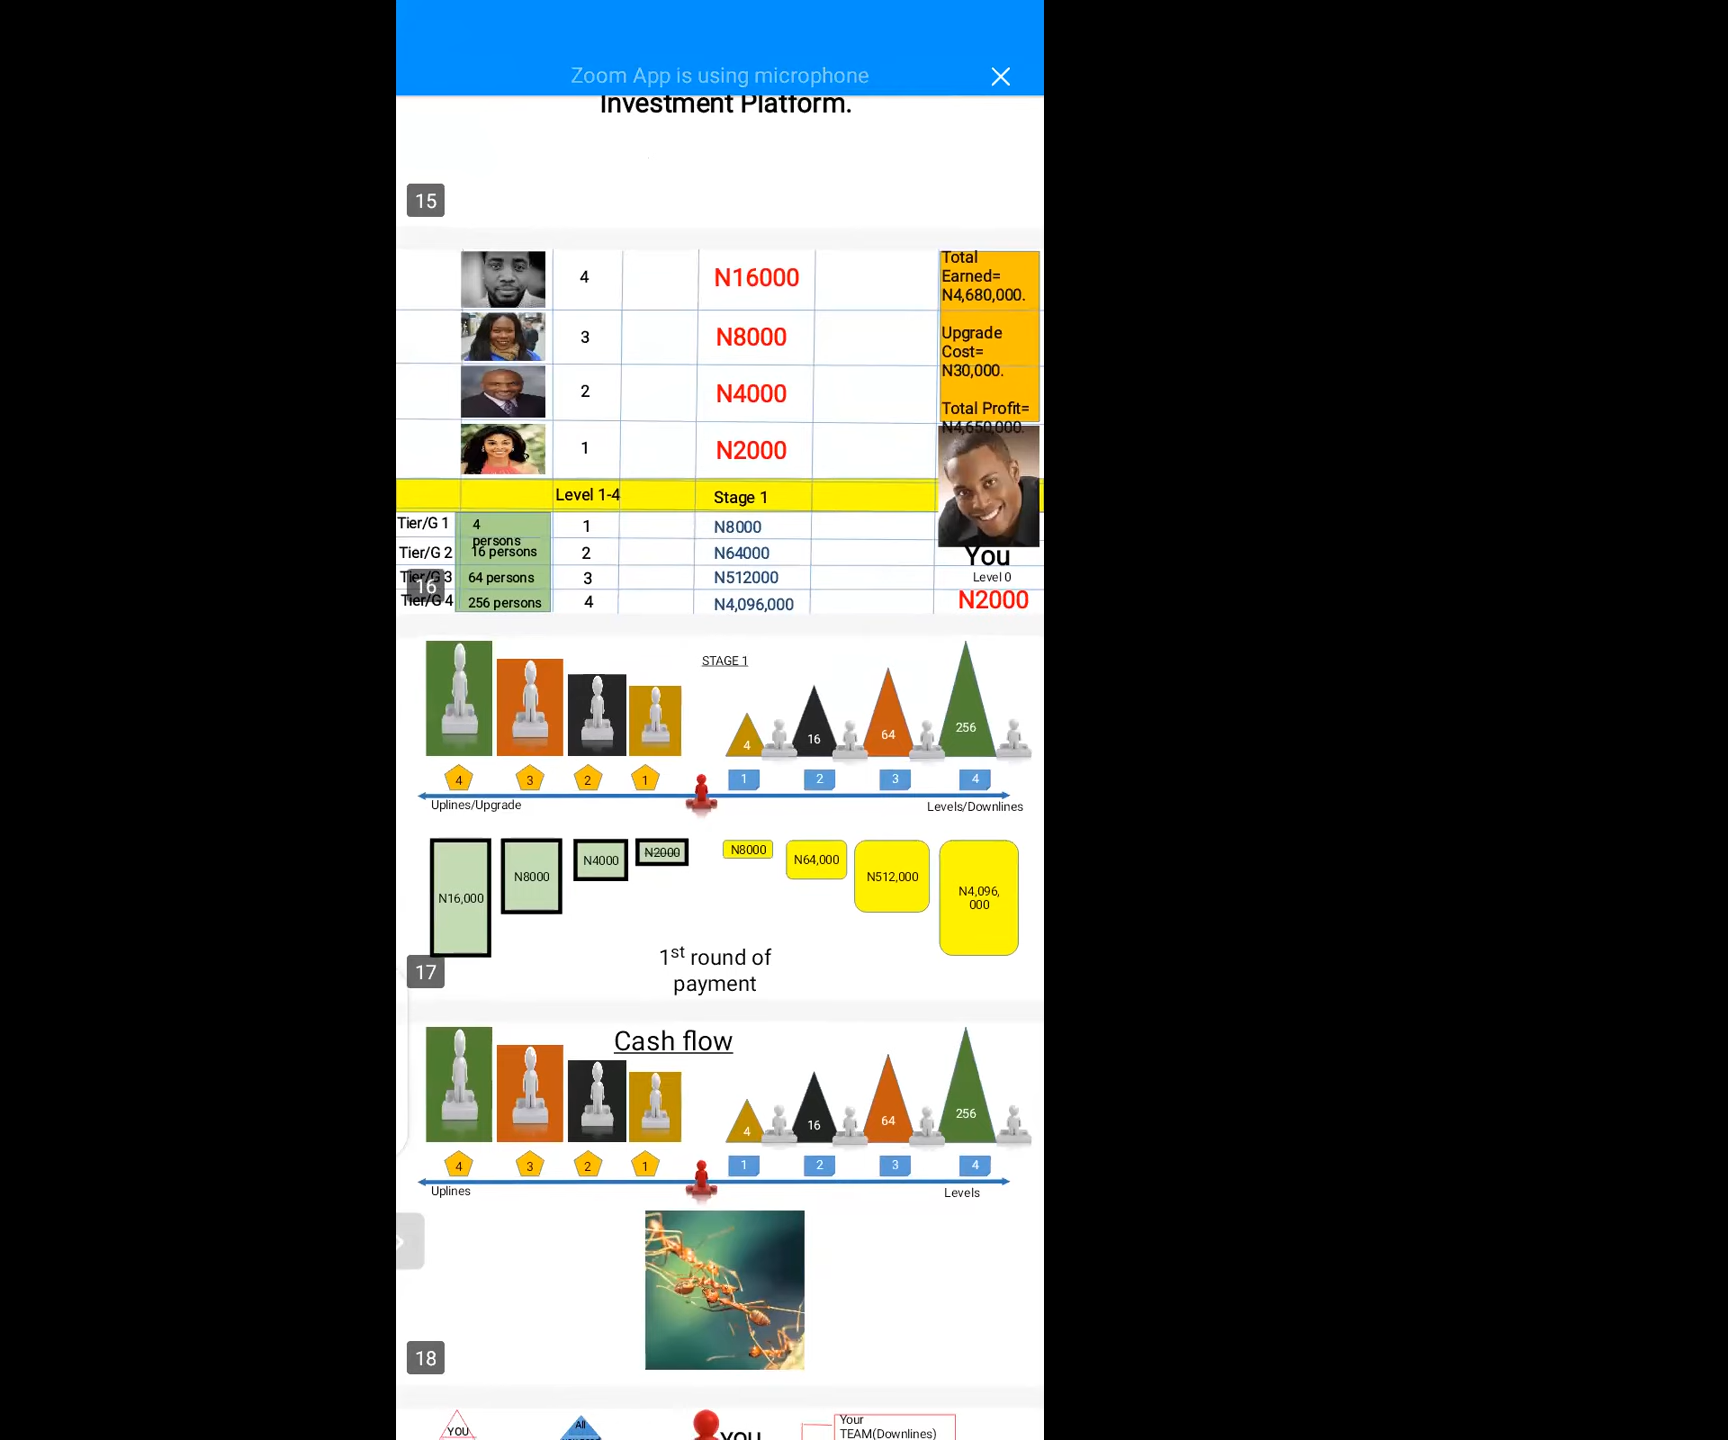 Zoom App is using microphone
Investment Platform.
15
4
N16000
Total
Earned=
N4,680,000.
3
N8000
Upgrade
Cost=
N30,000.
2
N4000
Total Profit=
N4,650,000.
1
N2000
Level 1-4
Stage 1
Tier/G 1
4
persons
1
N8000
Tier/G 2
16 persons
2
N64000
You
Tier/G 3
64 persons
3
N512000
Level 0
16
Tier/G 4
256 persons
4
N4,096,000
N2000
STAGE 1
4
16
64
256
4
3
2
1
1
2
3
4
Uplines/Upgrade
Levels/Downlines
N16,000
N8000
N4000
N2000
N8000
N64,000
N512,000
N4,096,
000
1st round of
payment
17
Cash flow
4
16
64
256
4
3
2
1
1
2
3
4
Uplines
Levels
18
YOU
All
YOU
Your
TEAM(Downlines)